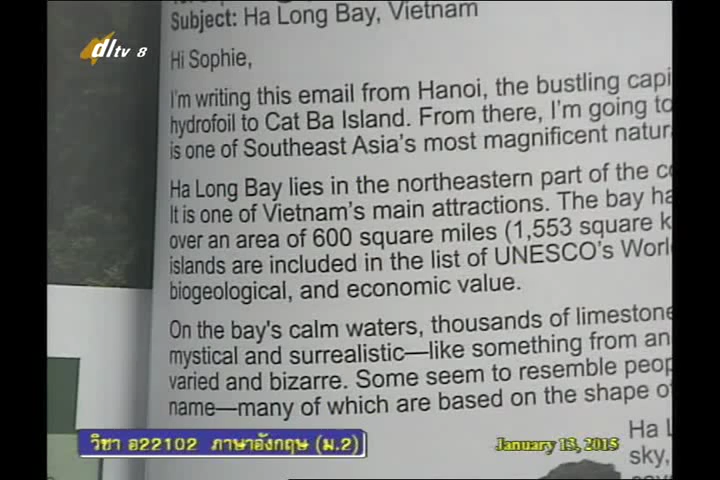 dltv 8
Subject: Ha Long Bay, Vietnam
Hi Sophie,
I'm writing this email from Hanoi, the bustling capi
hydrofoil to Cat Ba Island. From there, I'm going to
is one of Southeast Asia's most magnificent natur
Ha Long Bay lies in the northeastern part of the c
It is one of Vietnam's main attractions. The bay ha
over an area of 600 square miles (1,553 square k
islands are included in the list of UNESCO's Worl
biogeological, and economic value.
On the bay's calm waters, thousands of limestone
mystical and surrealistic—like something from an
varied and bizarre. Some seem to resemble peop
name—many of which are based on the shape o
Ha L
sky,
วิชา อ22102 ภาษาอังกฤษ (ม.2)
January 13, 2015